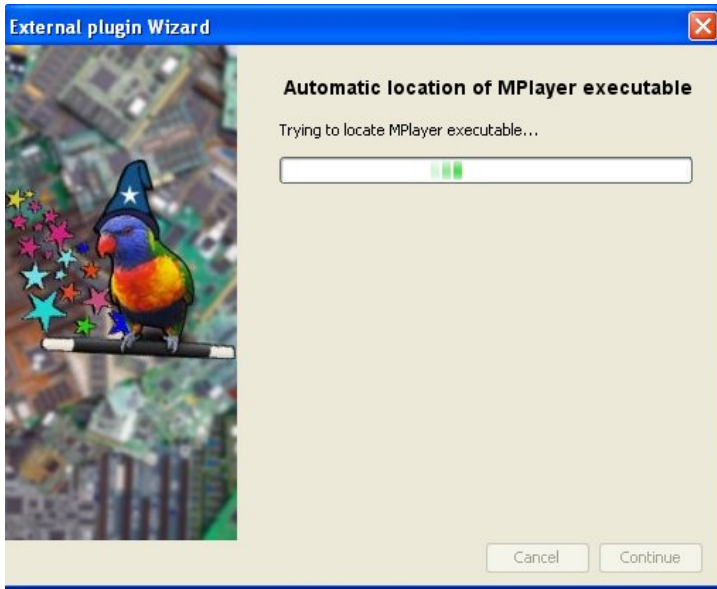 External plugin Wizard
Automatic location of MPlayer executable
Trying to locate MPlayer executable...
Cancel
Continue